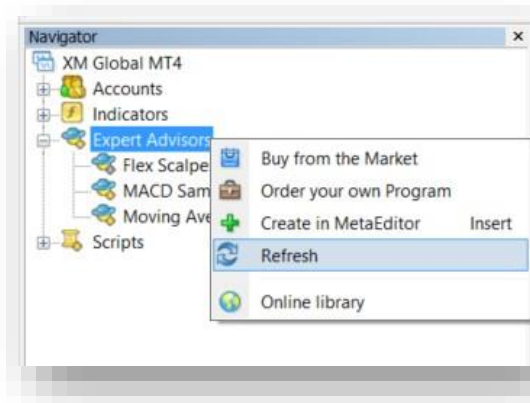 Navigator
XM Global MT4
Accounts
Indicators
Expert Advisors
Flex Scalpe
MACD Sam
Moving Ave
Scripts
Buy from the Market
Order your own Program
Create in MetaEditor Insert
Refresh
Online library